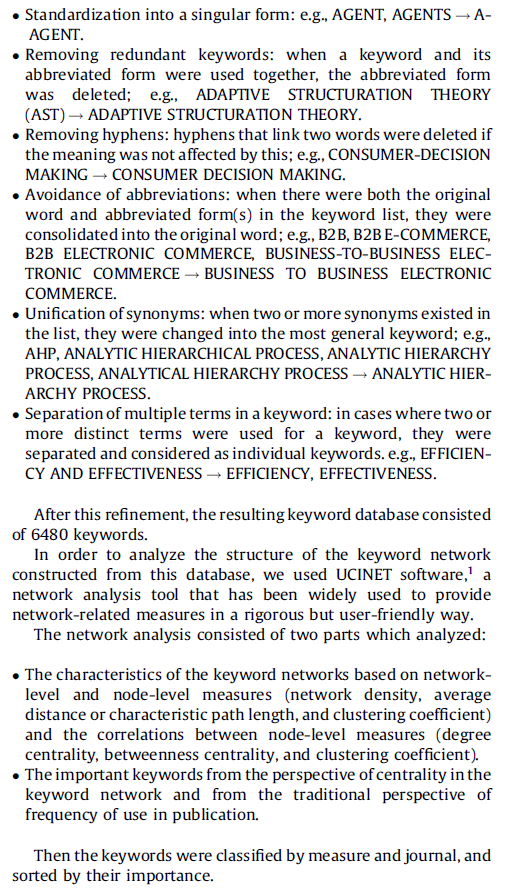 • Standardization into a singular form: e.g., AGENT, AGENTS → A-
AGENT.
• Removing redundant keywords: when a keyword and its
abbreviated form were used together, the abbreviated form
was deleted; e.g., ADAPTIVE STRUCTURATION THEORY
(AST) → ADAPTIVE STRUCTURATION THEORY.
• Removing hyphens: hyphens that link two words were deleted if
the meaning was not affected by this; e.g., CONSUMER-DECISION
MAKING → CONSUMER DECISION MAKING.
• Avoidance of abbreviations: when there were both the original
word and abbreviated form(s) in the keyword list, they were
consolidated into the original word; e.g., B2B, B2B E-COMMERCE,
B2B ELECTRONIC COMMERCE, BUSINESS-TO-BUSINESS ELEC-
TRONIC COMMERCE → BUSINESS TO BUSINESS ELECTRONIC
COMMERCE.
• Unification of synonyms: when two or more synonyms existed in
the list, they were changed into the most general keyword; e.g.,
AHP, ANALYTIC HIERARCHICAL PROCESS, ANALYTIC HIERARCHY
PROCESS, ANALYTICAL HIERARCHY PROCESS → ANALYTIC HIER-
ARCHY PROCESS.
• Separation of multiple terms in a keyword: in cases where two or
more distinct terms were used for a keyword, they were
separated and considered as individual keywords. e.g., EFFICIEN-
CY AND EFFECTIVENESS → EFFICIENCY, EFFECTIVENESS.
After this refinement, the resulting keyword database consisted
of 6480 keywords.
In order to analyze the structure of the keyword network
constructed from this database, we used UCINET software,¹ a
network analysis tool that has been widely used to provide
network-related measures in a rigorous but user-friendly way.
The network analysis consisted of two parts which analyzed:
• The characteristics of the keyword networks based on network-
level and node-level measures (network density, average
distance or characteristic path length, and clustering coefficient)
and the correlations between node-level measures (degree
centrality, betweenness centrality, and clustering coefficient).
• The important keywords from the perspective of centrality in the
keyword network and from the traditional perspective of
frequency of use in publication.
Then the keywords were classified by measure and journal, and
sorted by their importance.